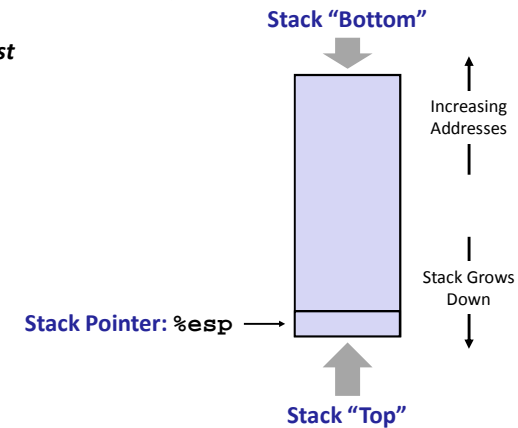 Stack “Bottom”
st
Increasing
Addresses
Stack Grows
Down
Stack Pointer: %esp
Stack “Top”